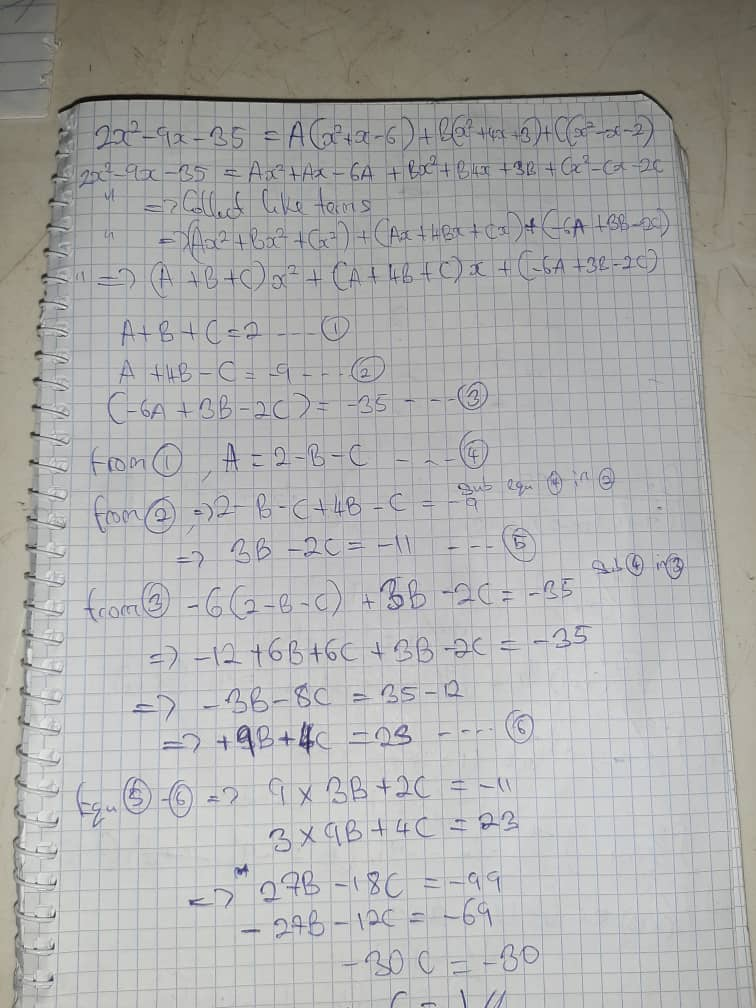 2x²-9x-35 = A(x²+x-6)+B(x²+4x+3)+C(x²-x-2)
2x²-9x-35 = Ax²+Ax-6A +Bx²+B4x+3B+Cx²-Cx-2C
" => Collect like terms
" =>(Ax²+Bx²+Cx²)+(Ax+4Bx+Cx)+(-6A+3B-2C)
" => (A+B+C)x²+(A+4B+C)x+(-6A+3B-2C)
A+B+C=2 --- ①
A+4B-C=-9 --- ②
(-6A+3B-2C)=-35 --- ③
from ①, A=2-B-C --- ④
Sub equ ④ in ②
from ② =>2-B-C+4B-C=-9
=> 3B-2C=-11 --- ⑤
Sub ④ in ③
from ③ -6(2-B-C)+3B-2C=-35
=> -12+6B+6C+3B-2C=-35
=> -3B-8C=35-12
=> +9B+4C=23 ---- ⑥
Equ ⑤-⑥ => 9×3B+2C=-11
3×9B+4C=23
=> 27B-18C=-99
- 27B-12C=-69
-30C=-30